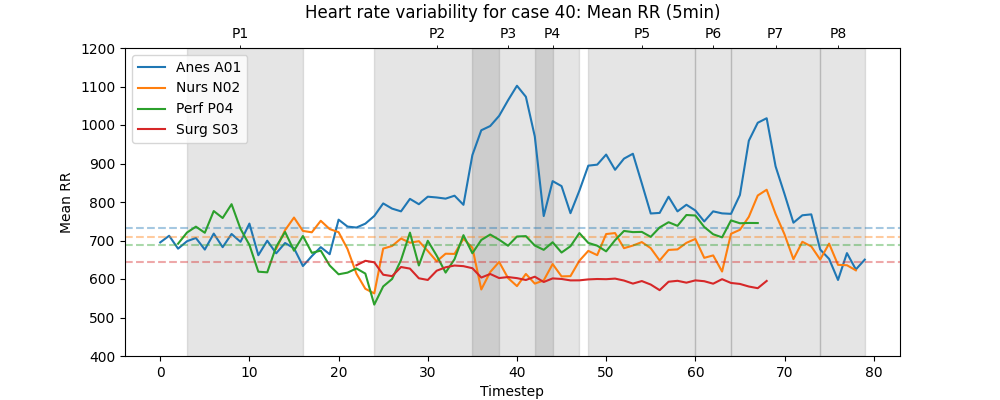 Heart rate variability for case 40: Mean RR (5min)
P1 P2 P3 P4 P5 P6 P7 P8
1200
1100
1000
900
800
700
600
500
400
Mean RR
Anes A01
Nurs N02
Perf P04
Surg S03
0 10 20 30 40 50 60 70 80
Timestep